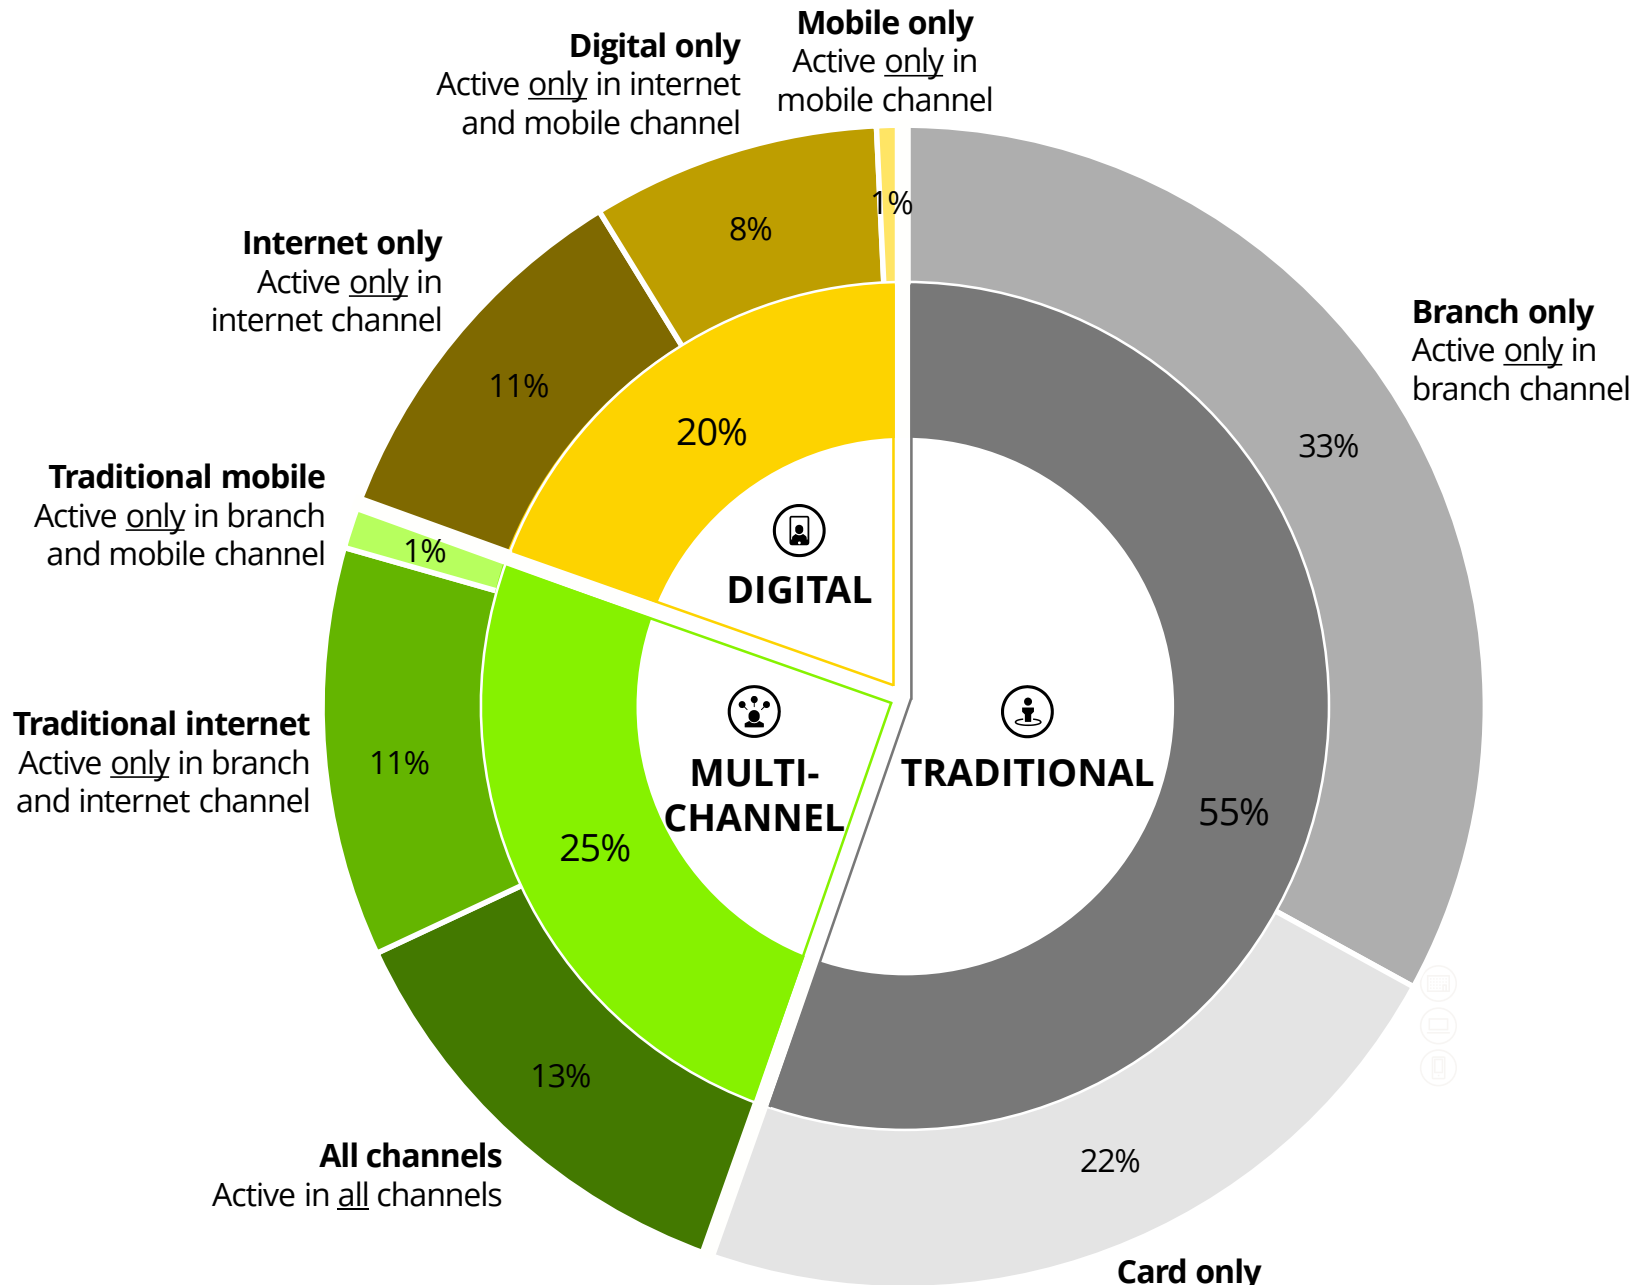 Mobile only
Active only in
mobile channel
Digital only
Active only in internet
and mobile channel
1%
8%
Internet only
Active only in
internet channel
Branch only
Active only in
branch channel
11%
20%
33%
Traditional mobile
Active only in branch
and mobile channel
1%
DIGITAL
Traditional internet
Active only in branch
and internet channel
11%
MULTI-
CHANNEL
TRADITIONAL
25%
55%
13%
All channels
Active in all channels
22%
Card only